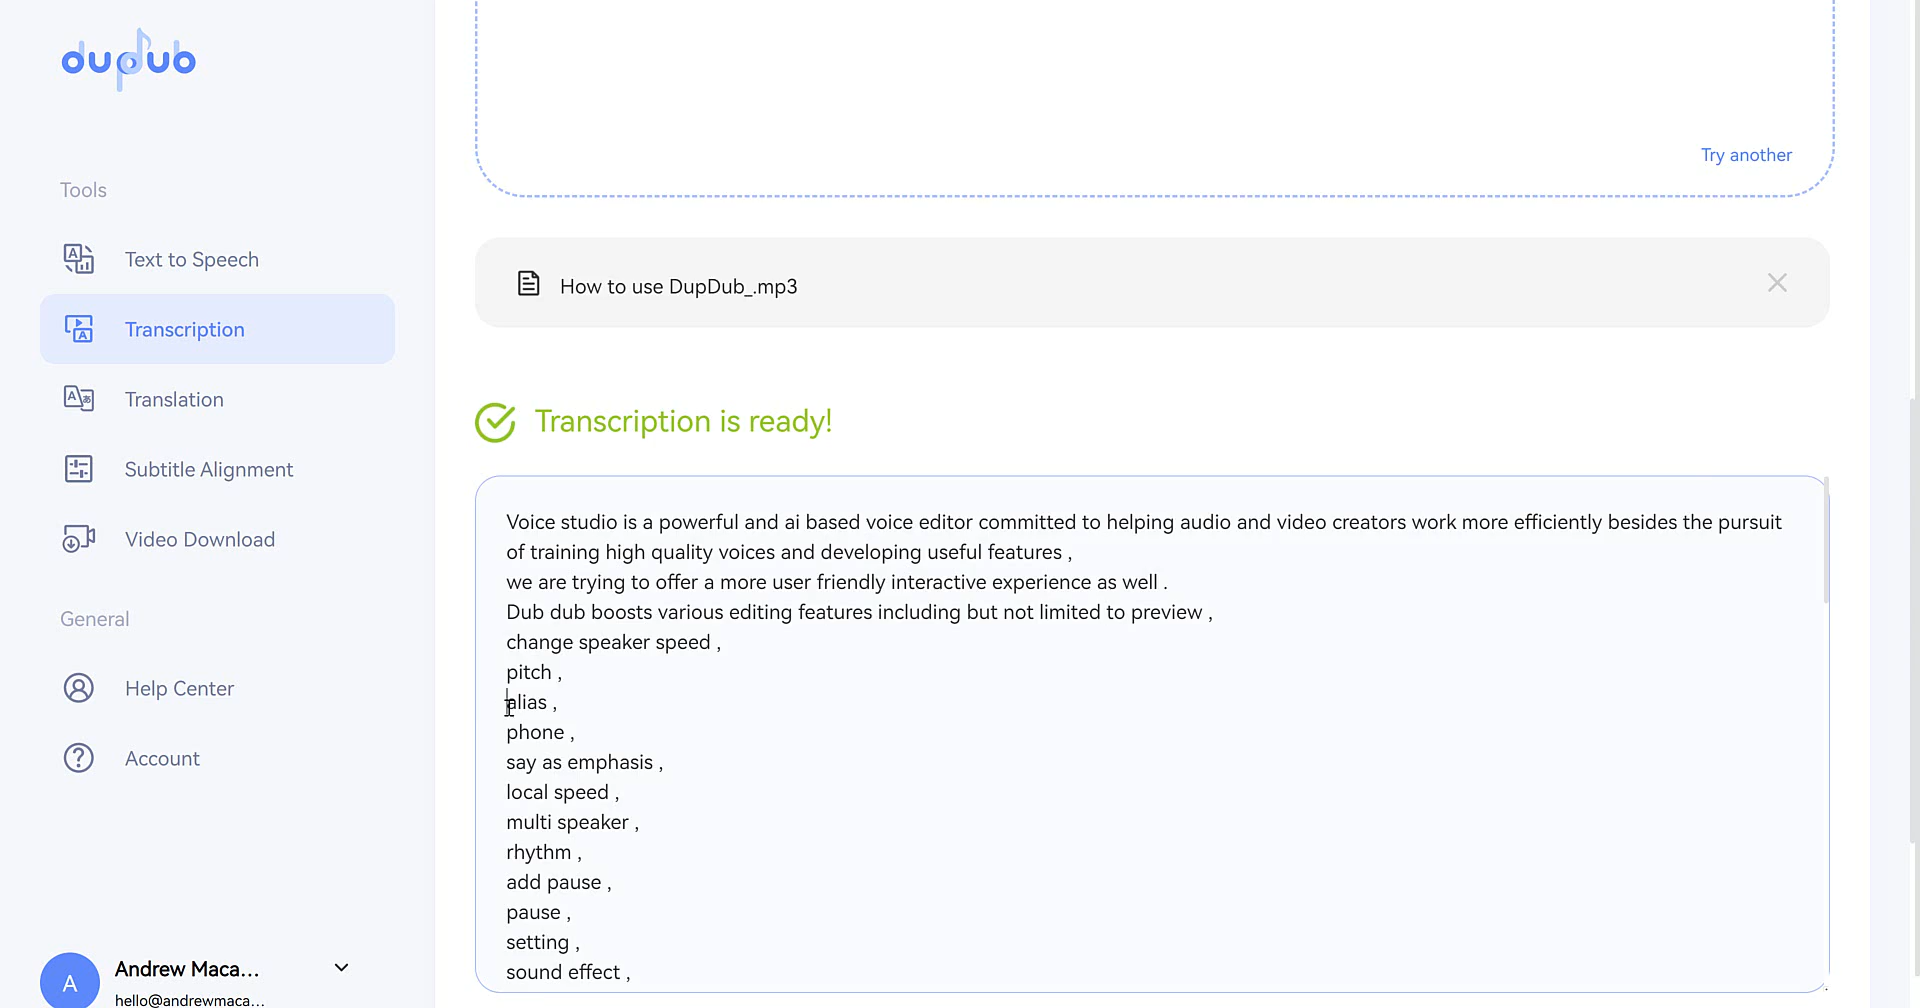 dupdub
Tools
Text to Speech
Transcription
Translation
Subtitle Alignment
Video Download
General
Help Center
Account
A
Andrew Maca...
hello@andrewmaca...
Try another
How to use DupDub_.mp3
Transcription is ready!
Voice studio is a powerful and ai based voice editor committed to helping audio and video creators work more efficiently besides the pursuit
of training high quality voices and developing useful features ,
we are trying to offer a more user friendly interactive experience as well .
Dub dub boosts various editing features including but not limited to preview ,
change speaker speed ,
pitch ,
alias ,
phone ,
say as emphasis ,
local speed ,
multi speaker ,
rhythm ,
add pause ,
pause ,
setting ,
sound effect ,